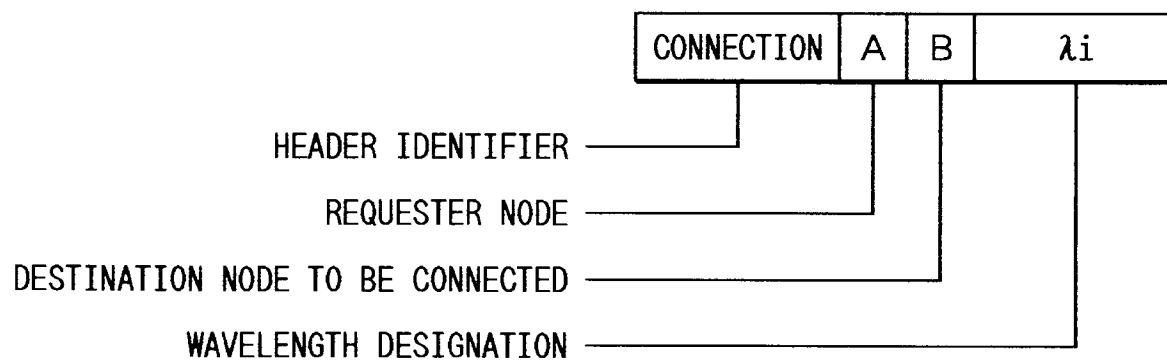 CONNECTION A B λi
HEADER IDENTIFIER
REQUESTER NODE
DESTINATION NODE TO BE CONNECTED
WAVELENGTH DESIGNATION